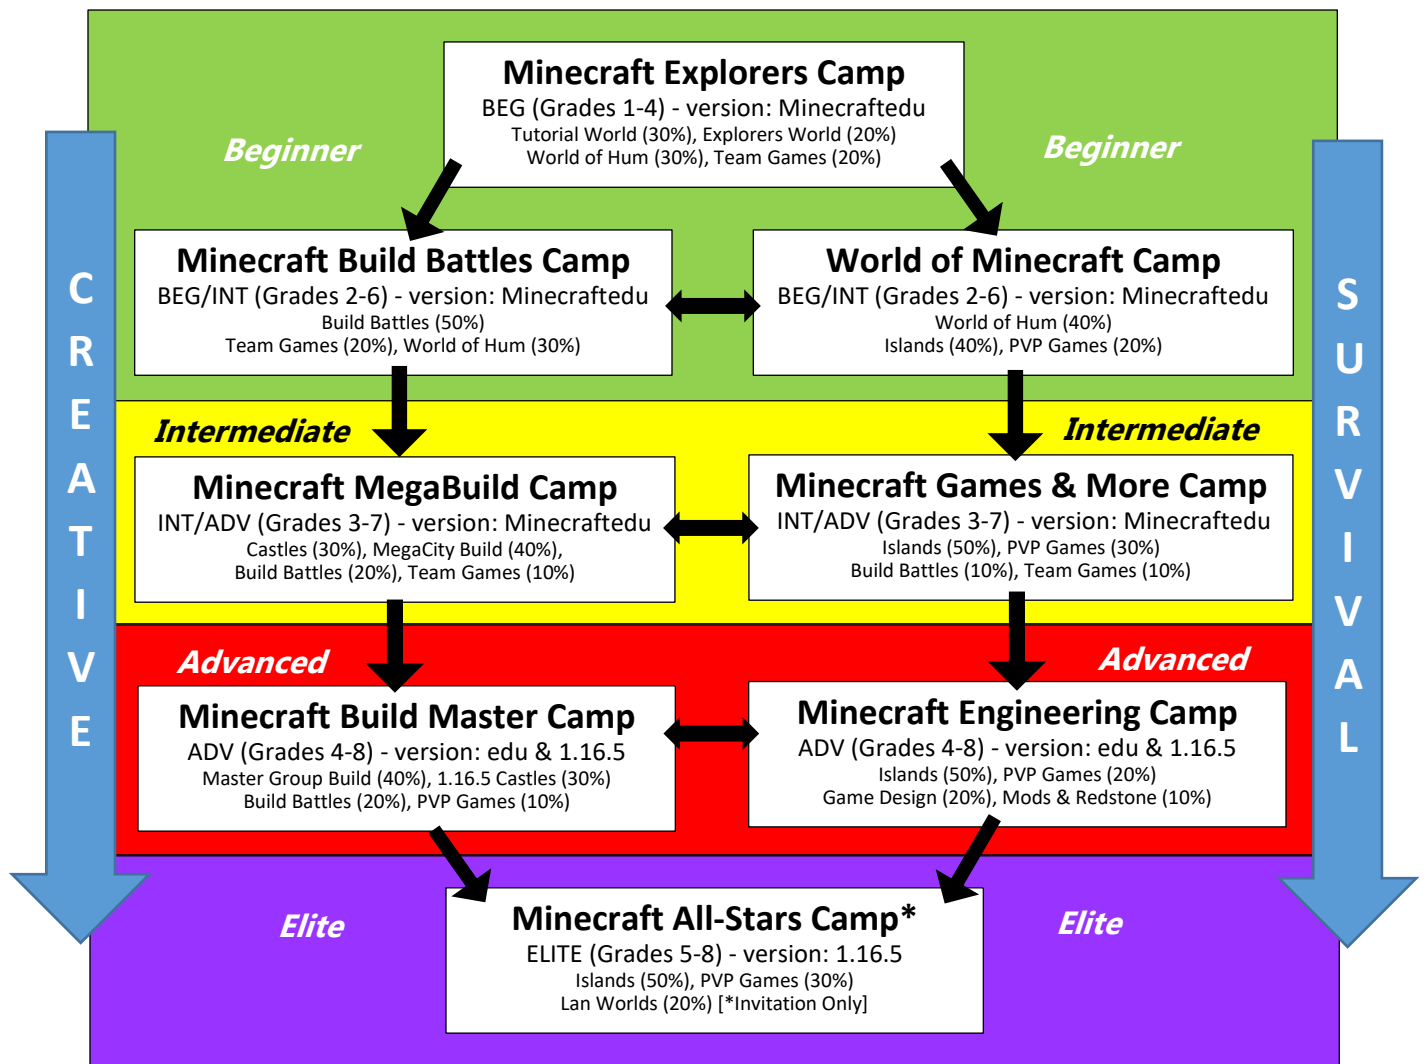 Minecraft Explorers Camp
BEG (Grades 1-4) - version: Minecraftedu
Tutorial World (30%), Explorers World (20%)
World of Hum (30%), Team Games (20%)
Beginner
Beginner
CREATIVE
SURVIVAL
Minecraft Build Battles Camp
BEG/INT (Grades 2-6) - version: Minecraftedu
Build Battles (50%)
Team Games (20%), World of Hum (30%)
World of Minecraft Camp
BEG/INT (Grades 2-6) - version: Minecraftedu
World of Hum (40%)
Islands (40%), PVP Games (20%)
Intermediate
Intermediate
Minecraft MegaBuild Camp
INT/ADV (Grades 3-7) - version: Minecraftedu
Castles (30%), MegaCity Build (40%),
Build Battles (20%), Team Games (10%)
Minecraft Games & More Camp
INT/ADV (Grades 3-7) - version: Minecraftedu
Islands (50%), PVP Games (30%)
Build Battles (10%), Team Games (10%)
Advanced
Advanced
Minecraft Build Master Camp
ADV (Grades 4-8) - version: edu & 1.16.5
Master Group Build (40%), 1.16.5 Castles (30%)
Build Battles (20%), PVP Games (10%)
Minecraft Engineering Camp
ADV (Grades 4-8) - version: edu & 1.16.5
Islands (50%), PVP Games (20%)
Game Design (20%), Mods & Redstone (10%)
Elite
Elite
Minecraft All-Stars Camp*
ELITE (Grades 5-8) - version: 1.16.5
Islands (50%), PVP Games (30%)
Lan Worlds (20%) [*Invitation Only]